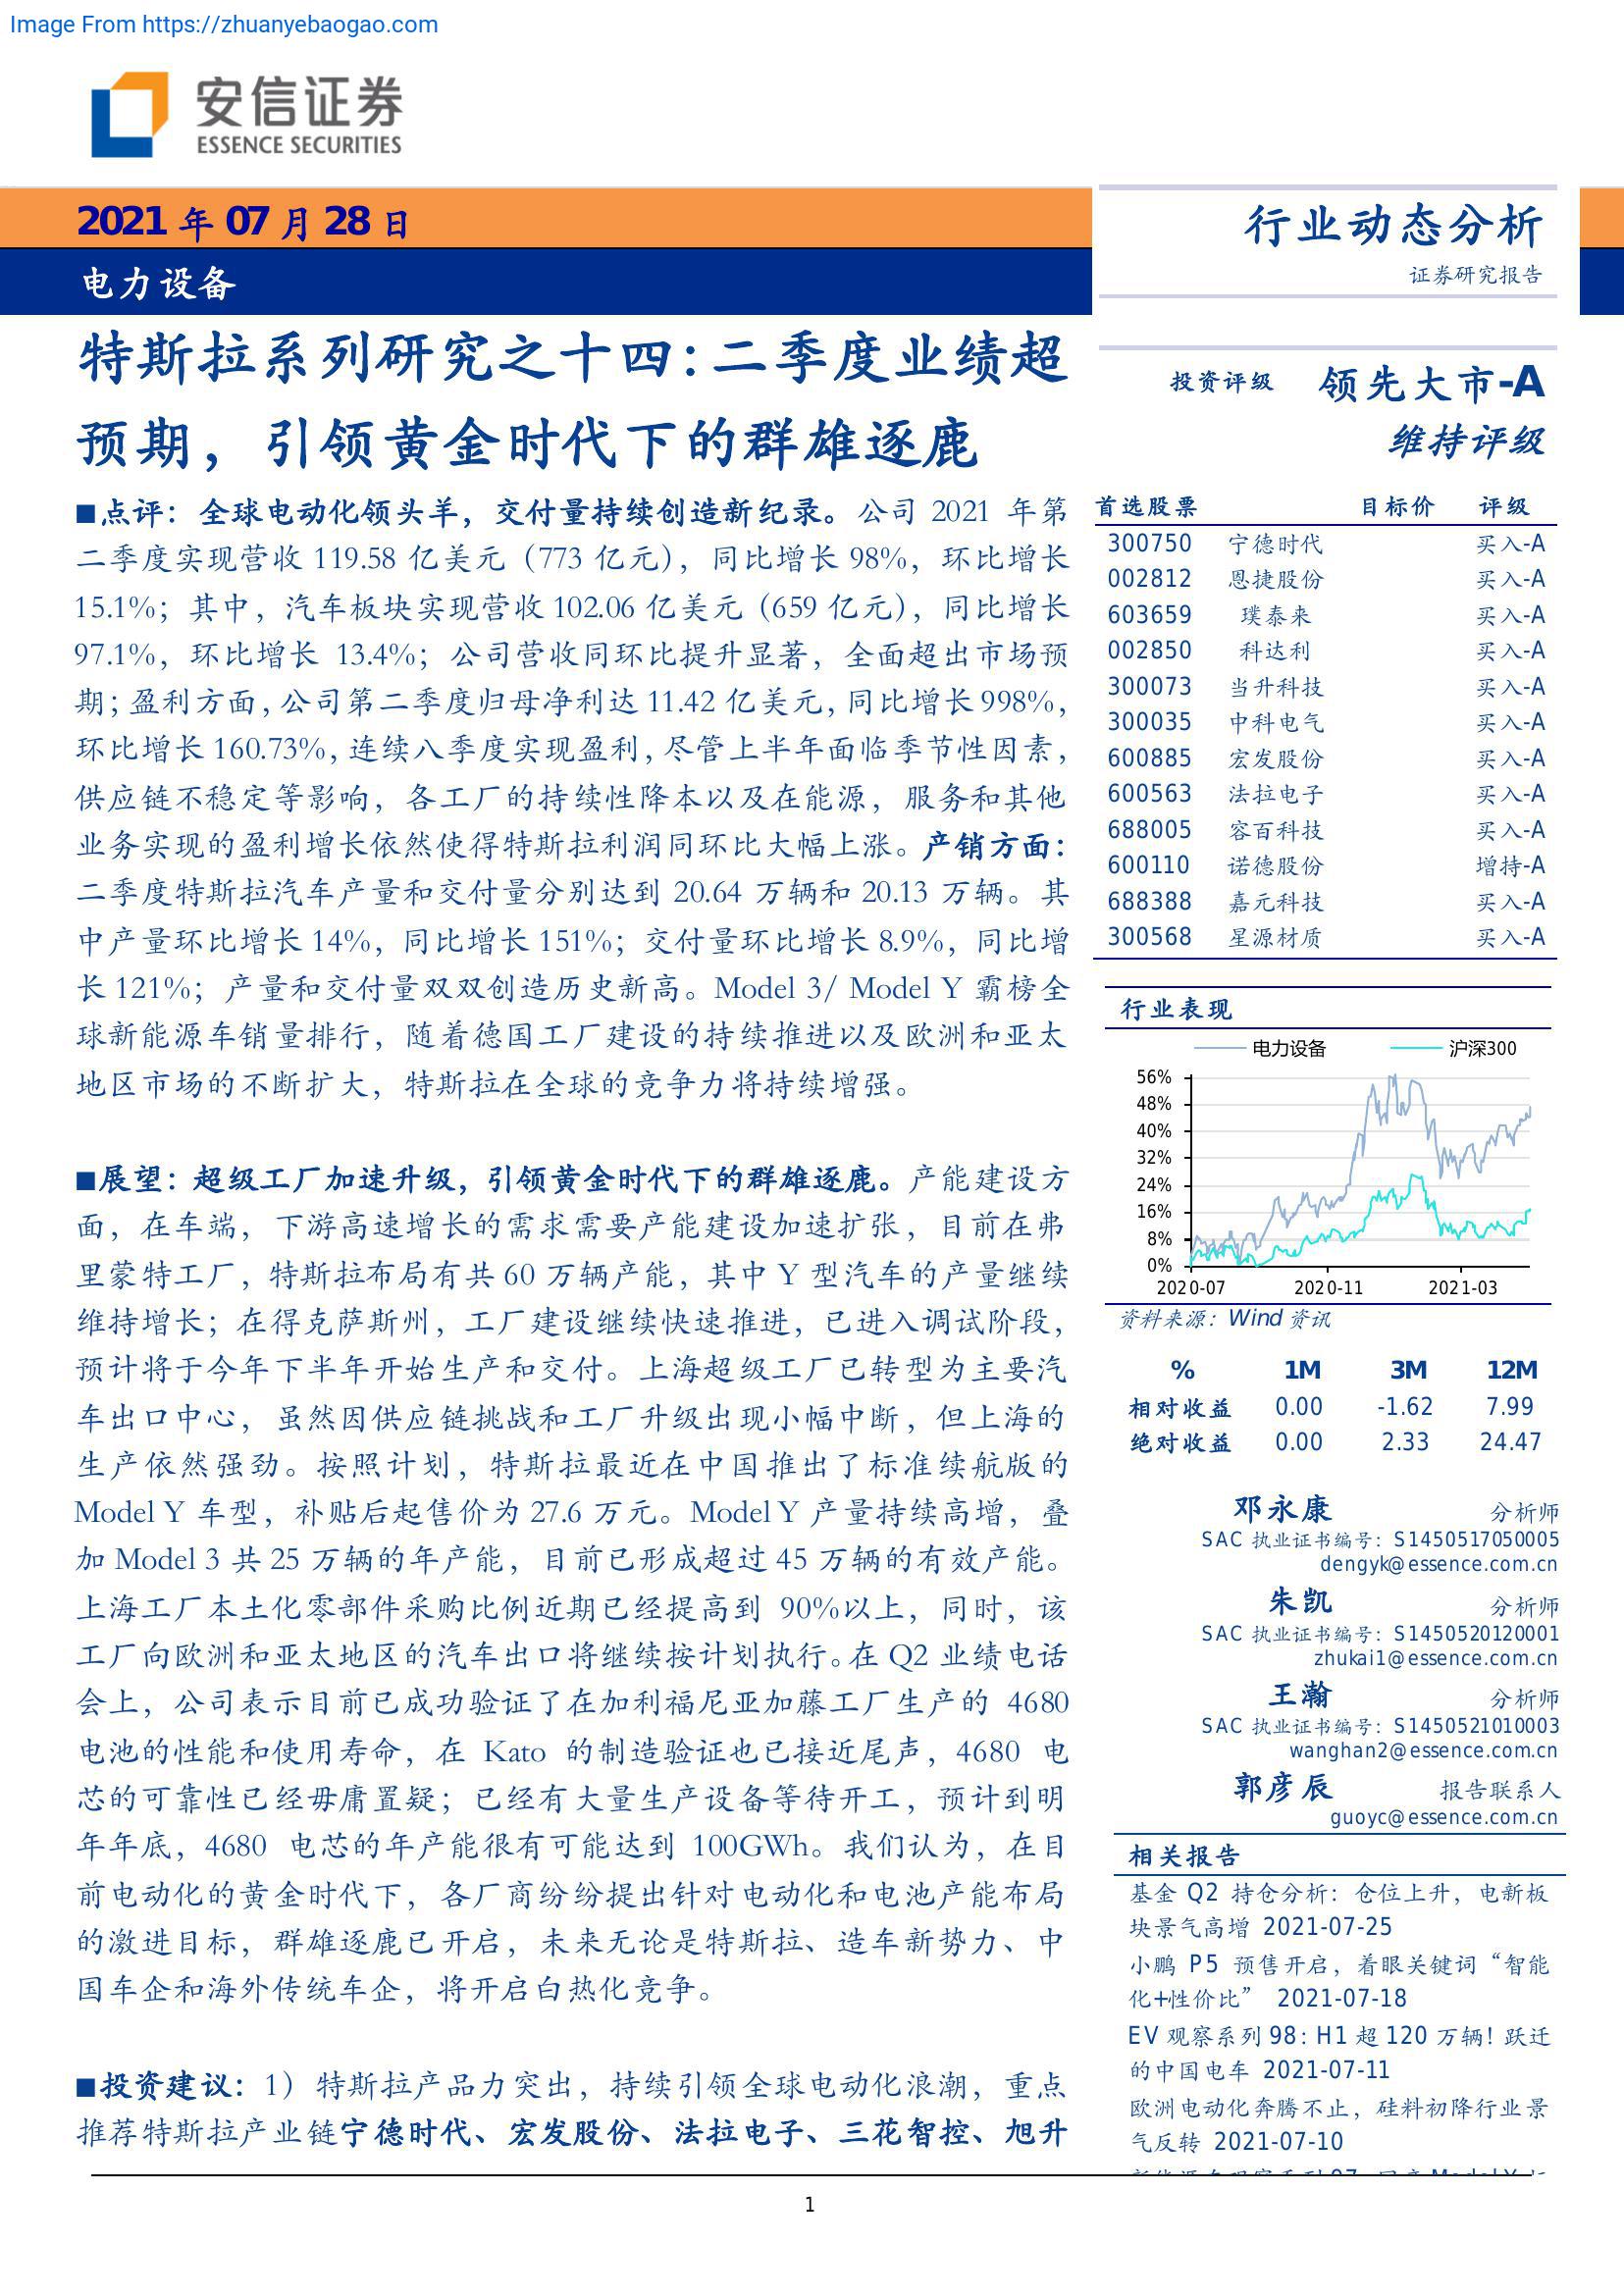 Image From https://zhuanyebaogao.com
安信证券
ESSENCE SECURITIES
2021 年 07 月 28 日
电力设备
行业动态分析
证券研究报告
特斯拉系列研究之十四:二季度业绩超
预期，引领黄金时代下的群雄逐鹿
■点评：全球电动化领头羊，交付量持续创造新纪录。公司 2021 年第
二季度实现营收 119.58 亿美元（773 亿元），同比增长 98%，环比增长
15.1%；其中，汽车板块实现营收 102.06 亿美元（659 亿元），同比增长
97.1%，环比增长 13.4%；公司营收同环比提升显著，全面超出市场预
期；盈利方面，公司第二季度归母净利达 11.42 亿美元，同比增长 998%，
环比增长 160.73%，连续八季度实现盈利，尽管上半年面临季节性因素，
供应链不稳定等影响，各工厂的持续性降本以及在能源，服务和其他
业务实现的盈利增长依然使得特斯拉利润同环比大幅上涨。产销方面：
二季度特斯拉汽车产量和交付量分别达到 20.64 万辆和 20.13 万辆。其
中产量环比增长 14%，同比增长 151%；交付量环比增长 8.9%，同比增
长 121%；产量和交付量双双创造历史新高。Model 3/ Model Y 霸榜全
球新能源车销量排行，随着德国工厂建设的持续推进以及欧洲和亚太
地区市场的不断扩大，特斯拉在全球的竞争力将持续增强。
■展望：超级工厂加速升级，引领黄金时代下的群雄逐鹿。产能建设方
面，在车端，下游高速增长的需求需要产能建设加速扩张，目前在弗
里蒙特工厂，特斯拉布局有共 60 万辆产能，其中 Y 型汽车的产量继续
维持增长；在得克萨斯州，工厂建设继续快速推进，已进入调试阶段，
预计将于今年下半年开始生产和交付。上海超级工厂已转型为主要汽
车出口中心，虽然因供应链挑战和工厂升级出现小幅中断，但上海的
生产依然强劲。按照计划，特斯拉最近在中国推出了标准续航版的
Model Y 车型，补贴后起售价为 27.6 万元。Model Y 产量持续高增，叠
加 Model 3 共 25 万辆的年产能，目前已形成超过 45 万辆的有效产能。
上海工厂本土化零部件采购比例近期已经提高到 90%以上，同时，该
工厂向欧洲和亚太地区的汽车出口将继续按计划执行。在 Q2 业绩电话
会上，公司表示目前已成功验证了在加利福尼亚加藤工厂生产的 4680
电池的性能和使用寿命，在 Kato 的制造验证也已接近尾声，4680 电
芯的可靠性已经毋庸置疑；已经有大量生产设备等待开工，预计到明
年年底，4680 电芯的年产能很有可能达到 100GWh。我们认为，在目
前电动化的黄金时代下，各厂商纷纷提出针对电动化和电池产能布局
的激进目标，群雄逐鹿已开启，未来无论是特斯拉、造车新势力、中
国车企和海外传统车企，将开启白热化竞争。
■投资建议：1）特斯拉产品力突出，持续引领全球电动化浪潮，重点
推荐特斯拉产业链宁德时代、宏发股份、法拉电子、三花智控、旭升
投资评级 领先大市-A
维持评级
首选股票 目标价 评级
300750 宁德时代 买入-A
002812 恩捷股份 买入-A
603659 璞泰来 买入-A
002850 科达利 买入-A
300073 当升科技 买入-A
300035 中科电气 买入-A
600885 宏发股份 买入-A
600563 法拉电子 买入-A
688005 容百科技 买入-A
600110 诺德股份 增持-A
688388 嘉元科技 买入-A
300568 星源材质 买入-A
行业表现
电力设备 沪深300
56%
48%
40%
32%
24%
16%
8%
0%
2020-07 2020-11 2021-03
资料来源：Wind 资讯
% 1M 3M 12M
相对收益 0.00 -1.62 7.99
绝对收益 0.00 2.33 24.47
邓永康 分析师
SAC 执业证书编号：S1450517050005
dengyk@essence.com.cn
朱凯 分析师
SAC 执业证书编号：S1450520120001
zhukai1@essence.com.cn
王瀚 分析师
SAC 执业证书编号：S1450521010003
wanghan2@essence.com.cn
郭彦辰 报告联系人
guoyc@essence.com.cn
相关报告
基金 Q2 持仓分析：仓位上升，电新板
块景气高增 2021-07-25
小鹏 P5 预售开启，着眼关键词“智能
化+性价比” 2021-07-18
EV 观察系列 98：H1 超 120 万辆！跃迁
的中国电车 2021-07-11
欧洲电动化奔腾不止，硅料初降行业景
气反转 2021-07-10
1